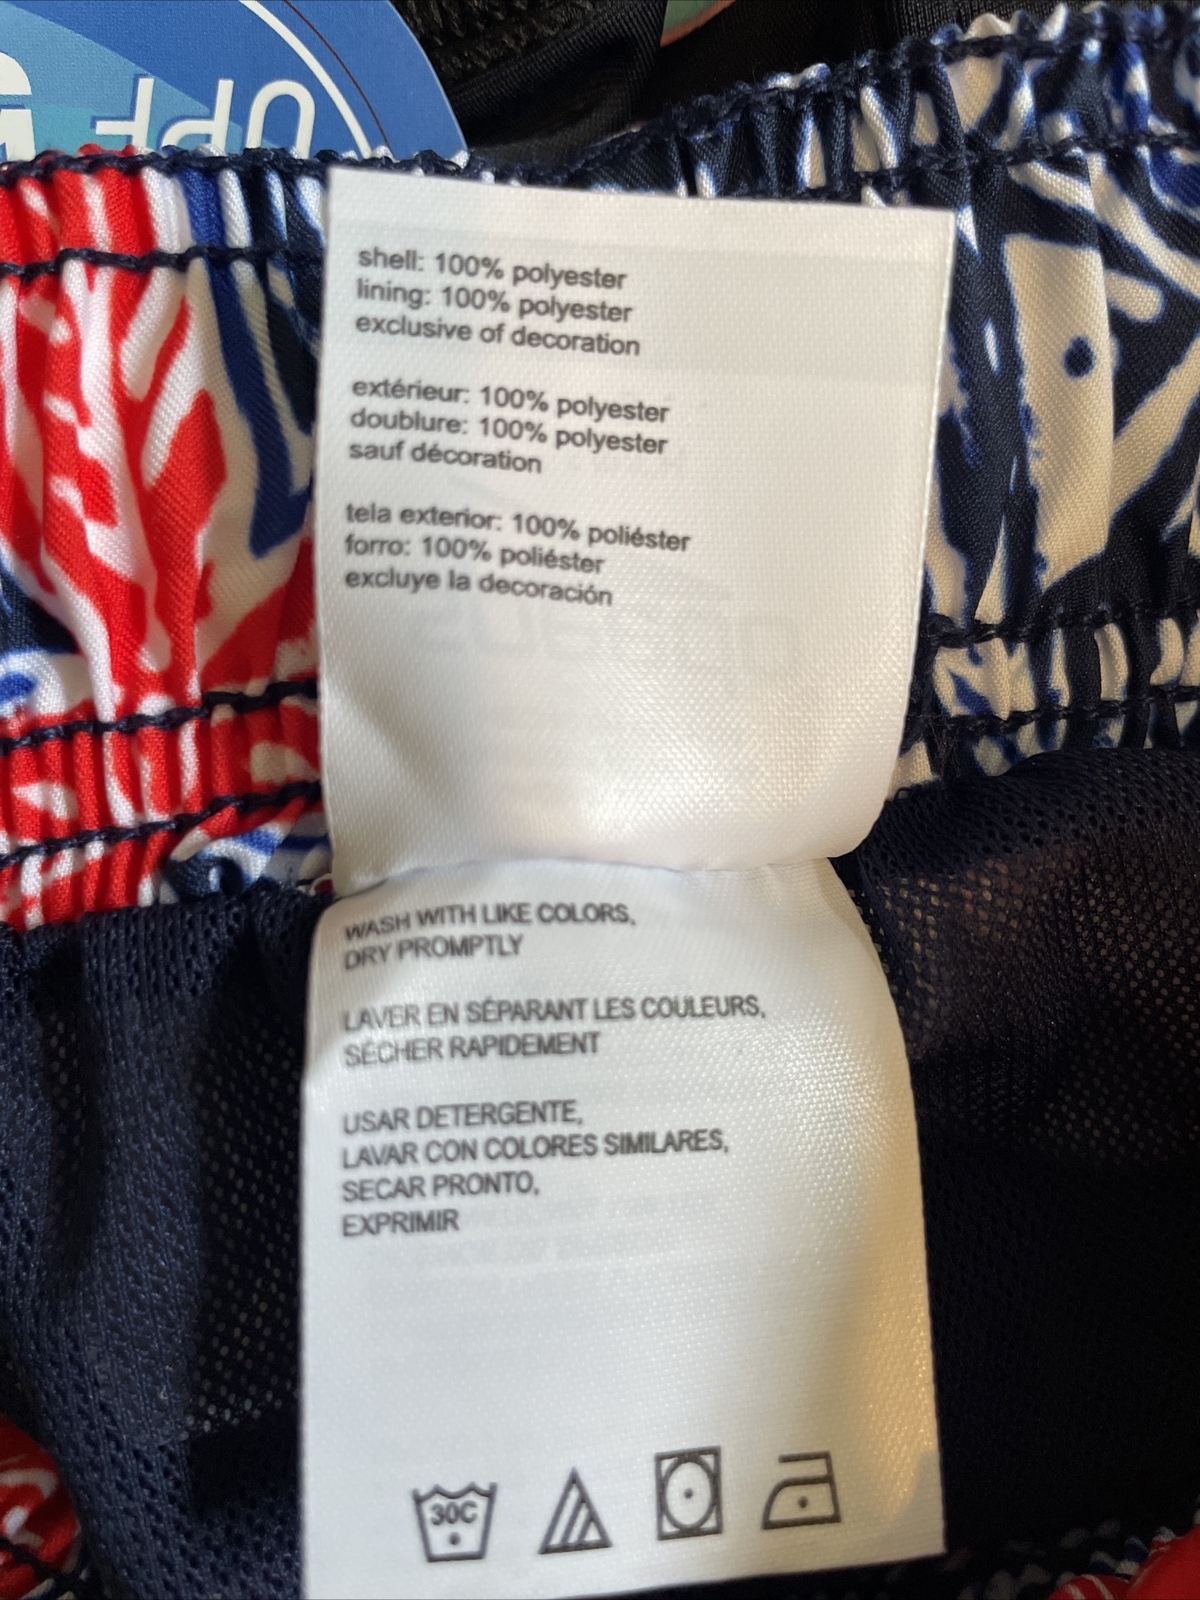 UPF
shell: 100% polyester
lining: 100% polyester
exclusive of decoration
extérieur: 100% polyester
doublure: 100% polyester
sauf décoration
tela exterior: 100% poliéster
forro: 100% poliéster
excluye la decoración
WASH WITH LIKE COLORS,
DRY PROMPTLY
LAVER EN SÉPARANT LES COULEURS,
SÉCHER RAPIDEMENT
USAR DETERGENTE,
LAVAR CON COLORES SIMILARES,
SECAR PRONTO,
EXPRIMIR
30C